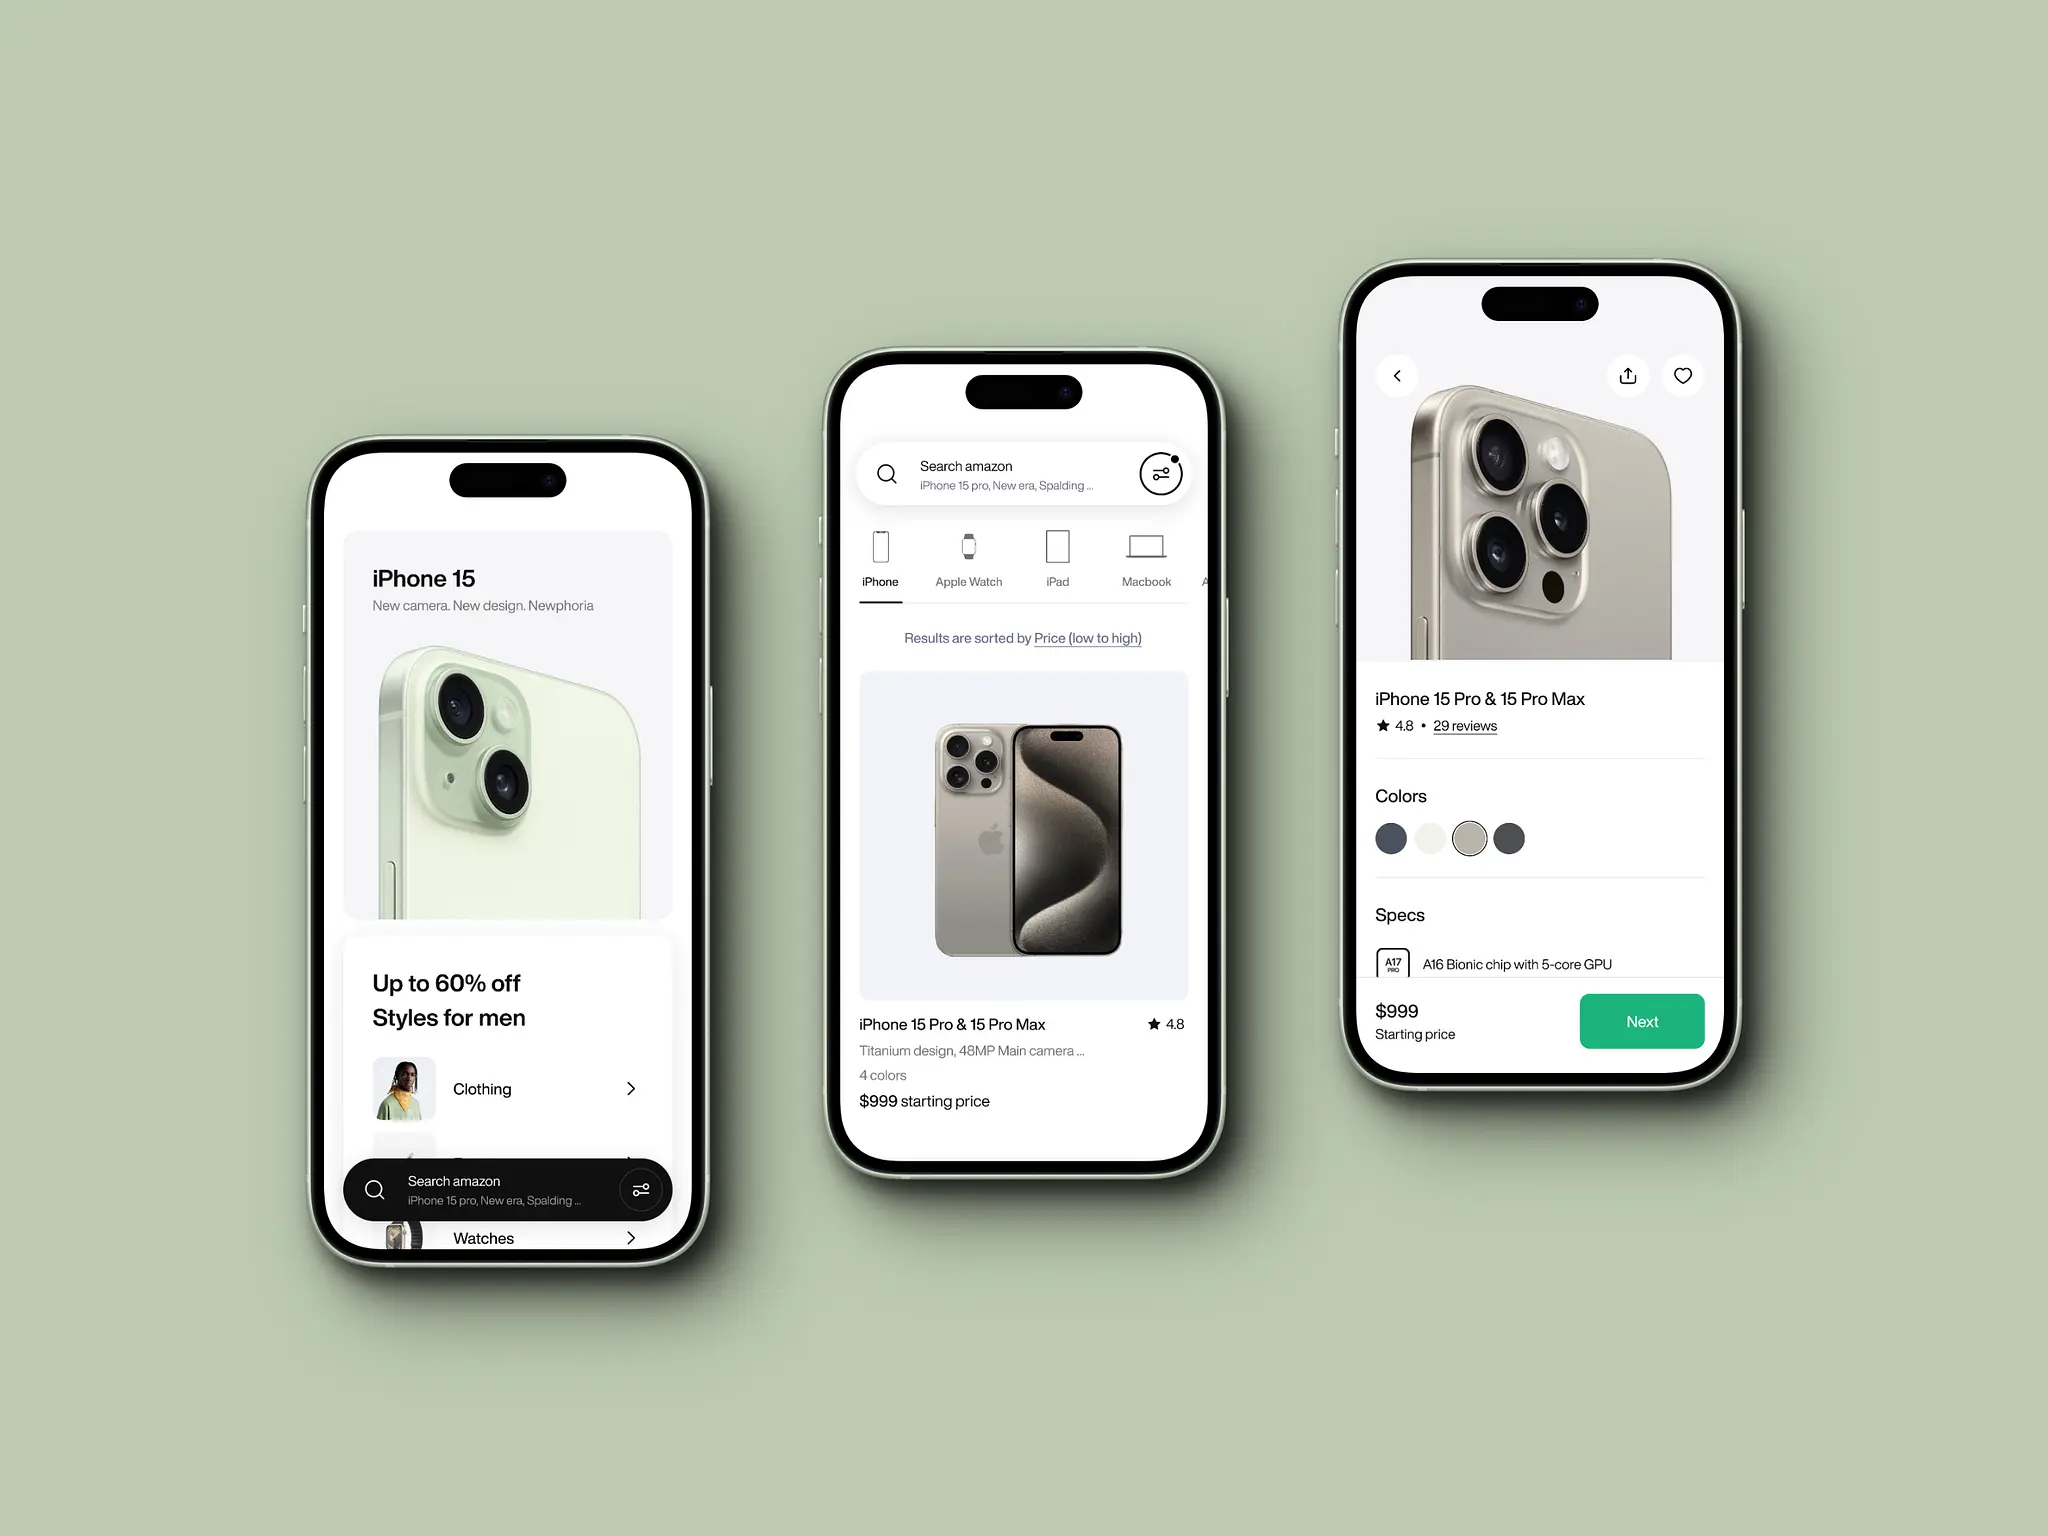 iPhone 15
New camera. New design. Newphoria
Up to 60% off
Styles for men
Clothing
Search amazon
iPhone 15 pro, New era, Spalding ...
Watches
Search amazon
iPhone 15 pro, New era, Spalding ...
iPhone
Apple Watch
iPad
Macbook
A
Results are sorted by Price (low to high)
iPhone 15 Pro & 15 Pro Max
★ 4.8
Titanium design, 48MP Main camera ...
4 colors
$999 starting price
iPhone 15 Pro & 15 Pro Max
★ 4.8 • 29 reviews
Colors
Specs
A17
PRO
A16 Bionic chip with 5-core GPU
$999
Starting price
Next